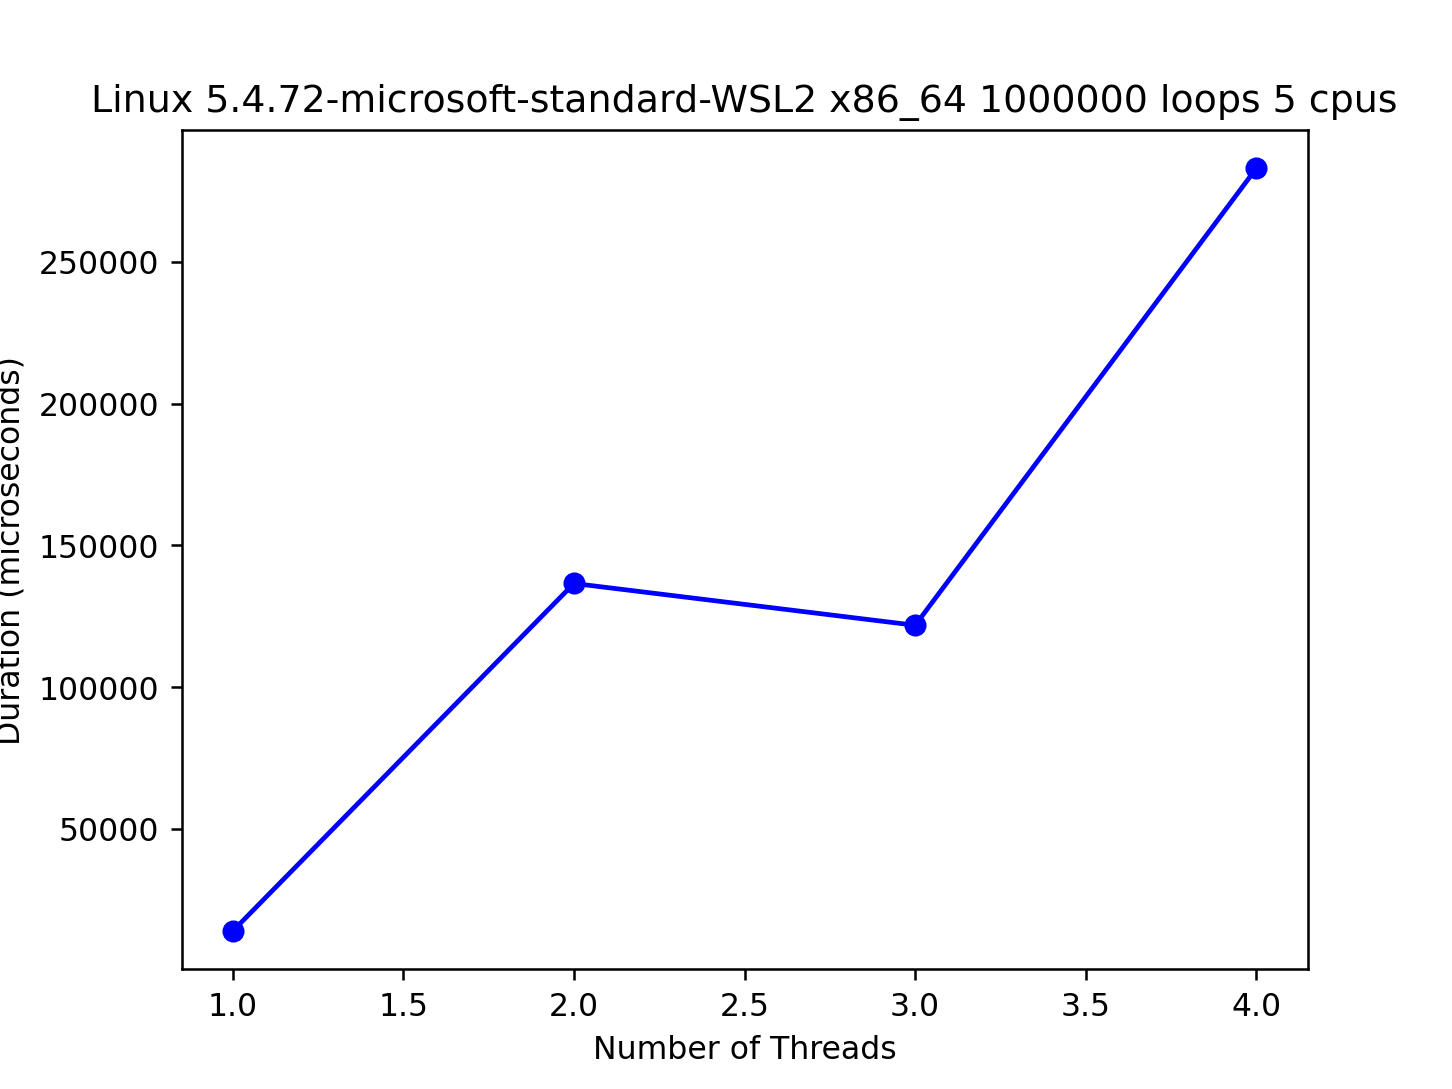 Linux 5.4.72-microsoft-standard-WSL2 x86_64 1000000 loops 5 cpus
Duration (microseconds)
250000
200000
150000
100000
50000
1.0 1.5 2.0 2.5 3.0 3.5 4.0
Number of Threads